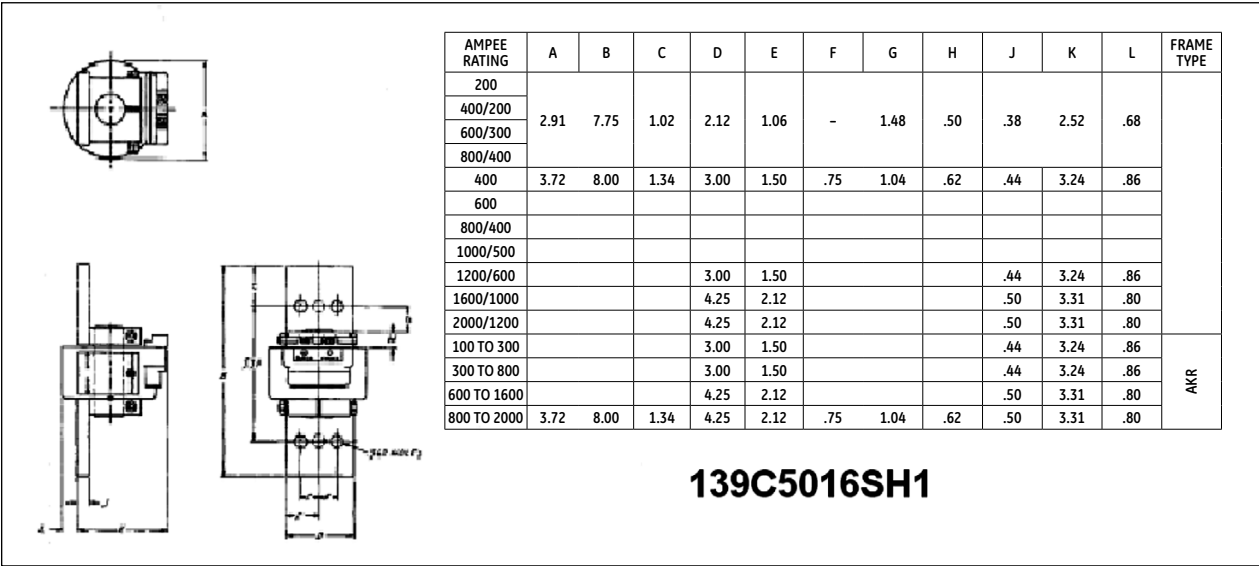 AMPEE RATING A B C D E F G H J K L FRAME TYPE
200
400/200
600/300
800/400
2.91 7.75 1.02 2.12 1.06 – 1.48 .50 .38 2.52 .68
400 3.72 8.00 1.34 3.00 1.50 .75 1.04 .62 .44 3.24 .86
600
800/400
1000/500
1200/600 3.00 1.50 .44 3.24 .86
1600/1000 4.25 2.12 .50 3.31 .80
2000/1200 4.25 2.12 .50 3.31 .80
100 TO 300 3.00 1.50 .44 3.24 .86
300 TO 800 3.00 1.50 .44 3.24 .86
600 TO 1600 4.25 2.12 .50 3.31 .80
800 TO 2000 3.72 8.00 1.34 4.25 2.12 .75 1.04 .62 .50 3.31 .80
AKR
139C5016SH1